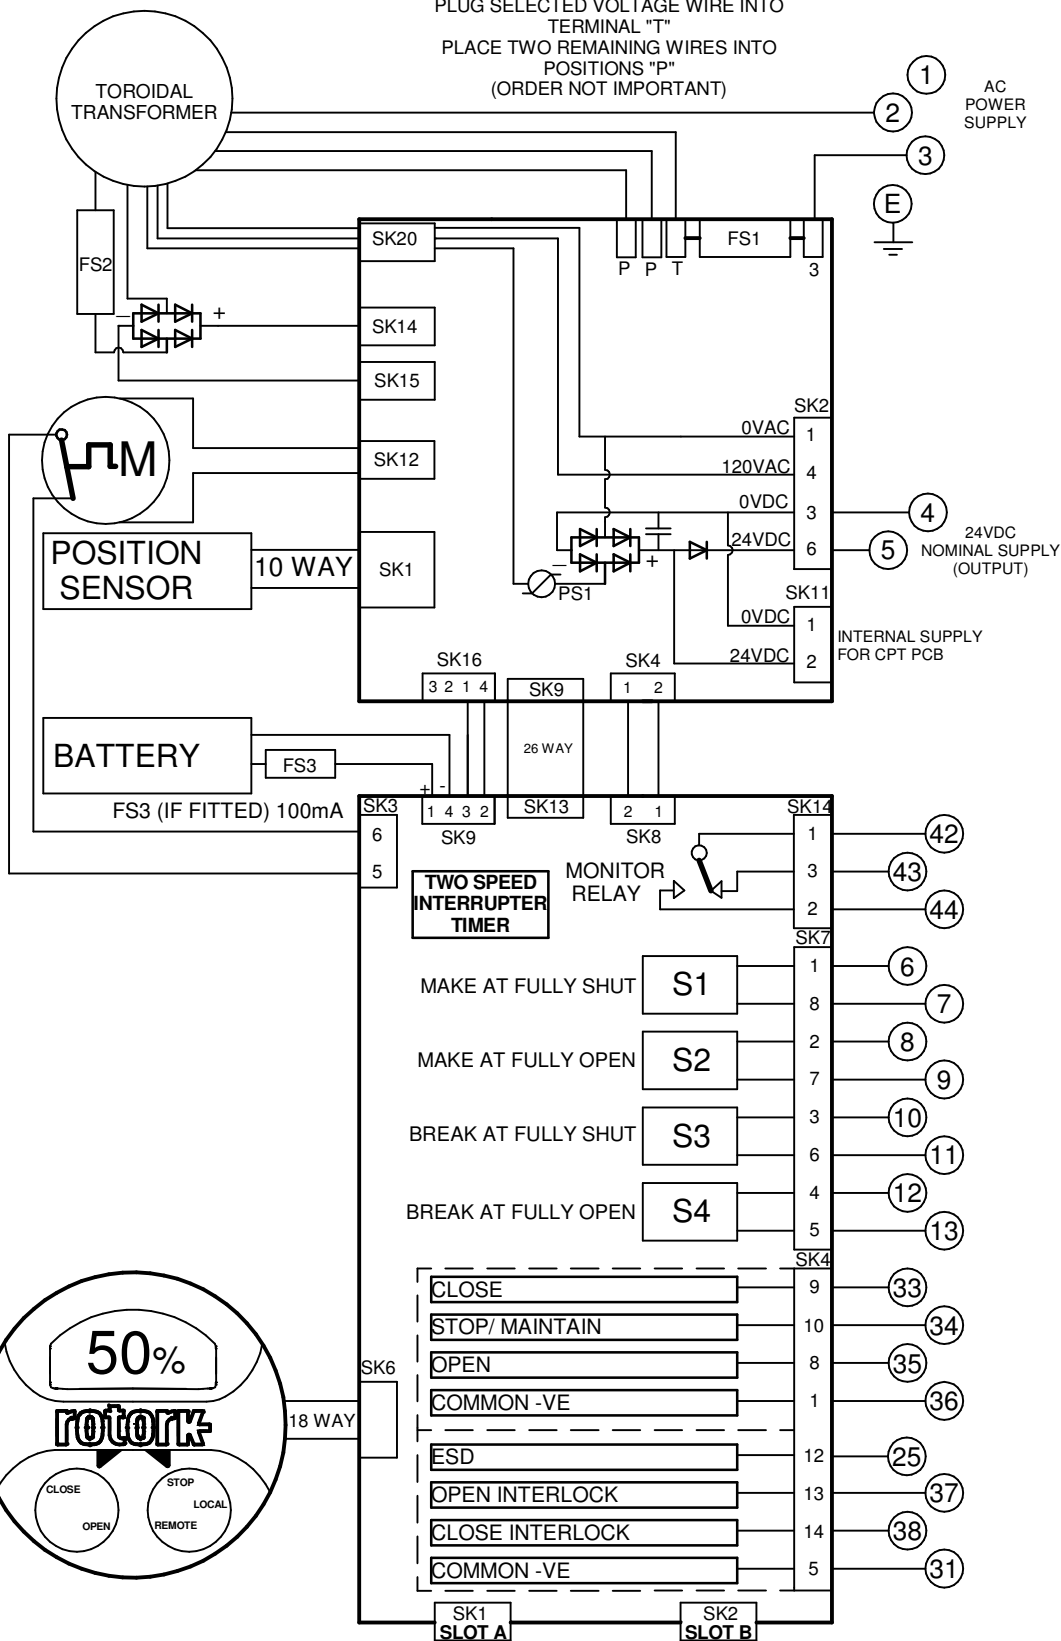 PLUG SELECTED VOLTAGE WIRE INTO
TERMINAL "T"
PLACE TWO REMAINING WIRES INTO
POSITIONS "P"
(ORDER NOT IMPORTANT)
TOROIDAL
TRANSFORMER
1
2
3
E
AC
POWER
SUPPLY
FS2
SK20
P P T
FS1
3
–
+
SK14
SK15
M
SK12
SK2
0VAC 1
120VAC 4
0VDC 3
24VDC 6
4
5
24VDC
NOMINAL SUPPLY
(OUTPUT)
– +
PS1
POSITION
SENSOR
10 WAY
SK1
SK11
0VDC 1
24VDC 2
INTERNAL SUPPLY
FOR CPT PCB
SK16
3 2 1 4
SK9
SK4
1 2
BATTERY
FS3
26 WAY
FS3 (IF FITTED) 100mA
+ -
SK3
6
5
1 4 3 2
SK9
SK13
2 1
SK8
TWO SPEED
INTERRUPTER
TIMER
MONITOR
RELAY
SK14
1 42
3 43
2 44
SK7
MAKE AT FULLY SHUT S1
1 6
8 7
MAKE AT FULLY OPEN S2
2 8
7 9
BREAK AT FULLY SHUT S3
3 10
6 11
BREAK AT FULLY OPEN S4
4 12
5 13
SK4
CLOSE 9 33
STOP/ MAINTAIN 10 34
OPEN 8 35
COMMON -VE 1 36
ESD 12 25
OPEN INTERLOCK 13 37
CLOSE INTERLOCK 14 38
COMMON -VE 5 31
50%
rotork
CLOSE
OPEN
STOP
LOCAL
REMOTE
18 WAY
SK6
SK1
SLOT A
SK2
SLOT B